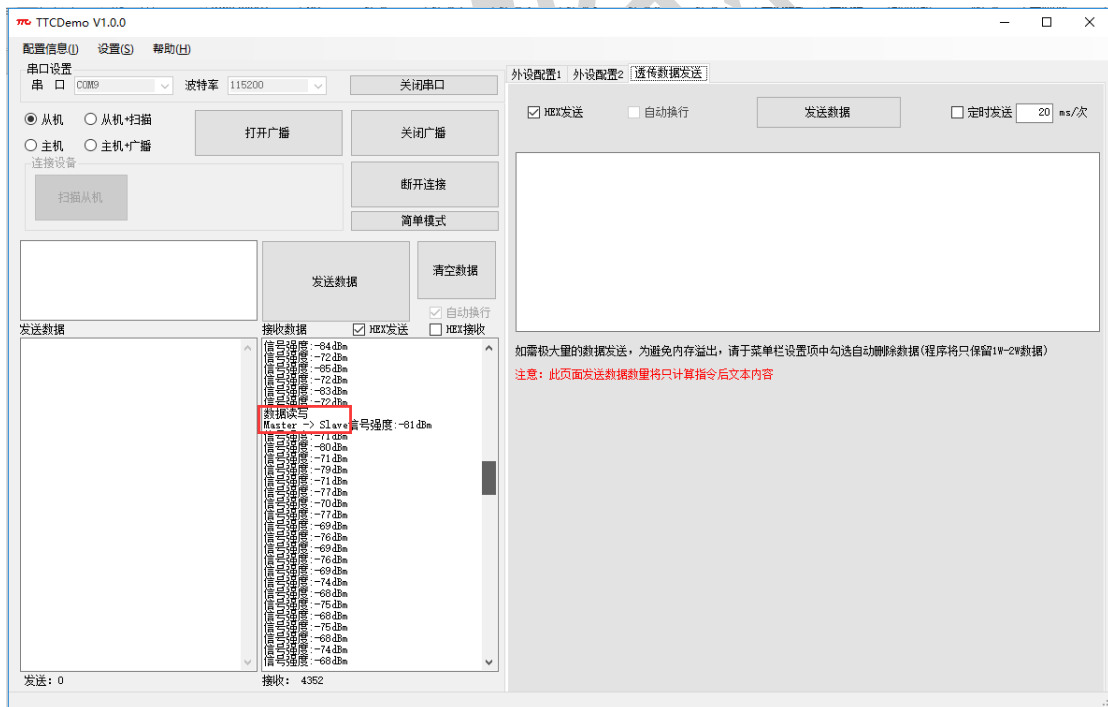 TTCDemo V1.0.0
配置信息(I) 设置(S) 帮助(H)
串口设置
串 口 COM9 波特率 115200 关闭串口
从机 从机+扫描
主机 主机+广播
打开广播 关闭广播
连接设备
扫描从机
断开连接
简单模式
发送数据 清空数据
自动换行
发送数据 接收数据 HEX发送 HEX接收
信号强度:-84dBm
信号强度:-72dBm
信号强度:-85dBm
信号强度:-72dBm
信号强度:-83dBm
信号强度:-72dBm
数据读写
Master -> Slave信号强度:-81dBm
信号强度:-71dBm
信号强度:-80dBm
信号强度:-71dBm
信号强度:-79dBm
信号强度:-71dBm
信号强度:-77dBm
信号强度:-70dBm
信号强度:-77dBm
信号强度:-69dBm
信号强度:-76dBm
信号强度:-69dBm
信号强度:-76dBm
信号强度:-69dBm
信号强度:-74dBm
信号强度:-68dBm
信号强度:-75dBm
信号强度:-68dBm
信号强度:-75dBm
信号强度:-68dBm
信号强度:-74dBm
信号强度:-68dBm
发送: 0 接收: 4352
外设配置1 外设配置2 透传数据发送
HEX发送 自动换行 发送数据 定时发送 20 ms/次
如需极大量的数据发送，为避免内存溢出，请于菜单栏设置项中勾选自动删除数据(程序将只保留1W-2W数据)
注意：此页面发送数据数量将只计算指令后文本内容